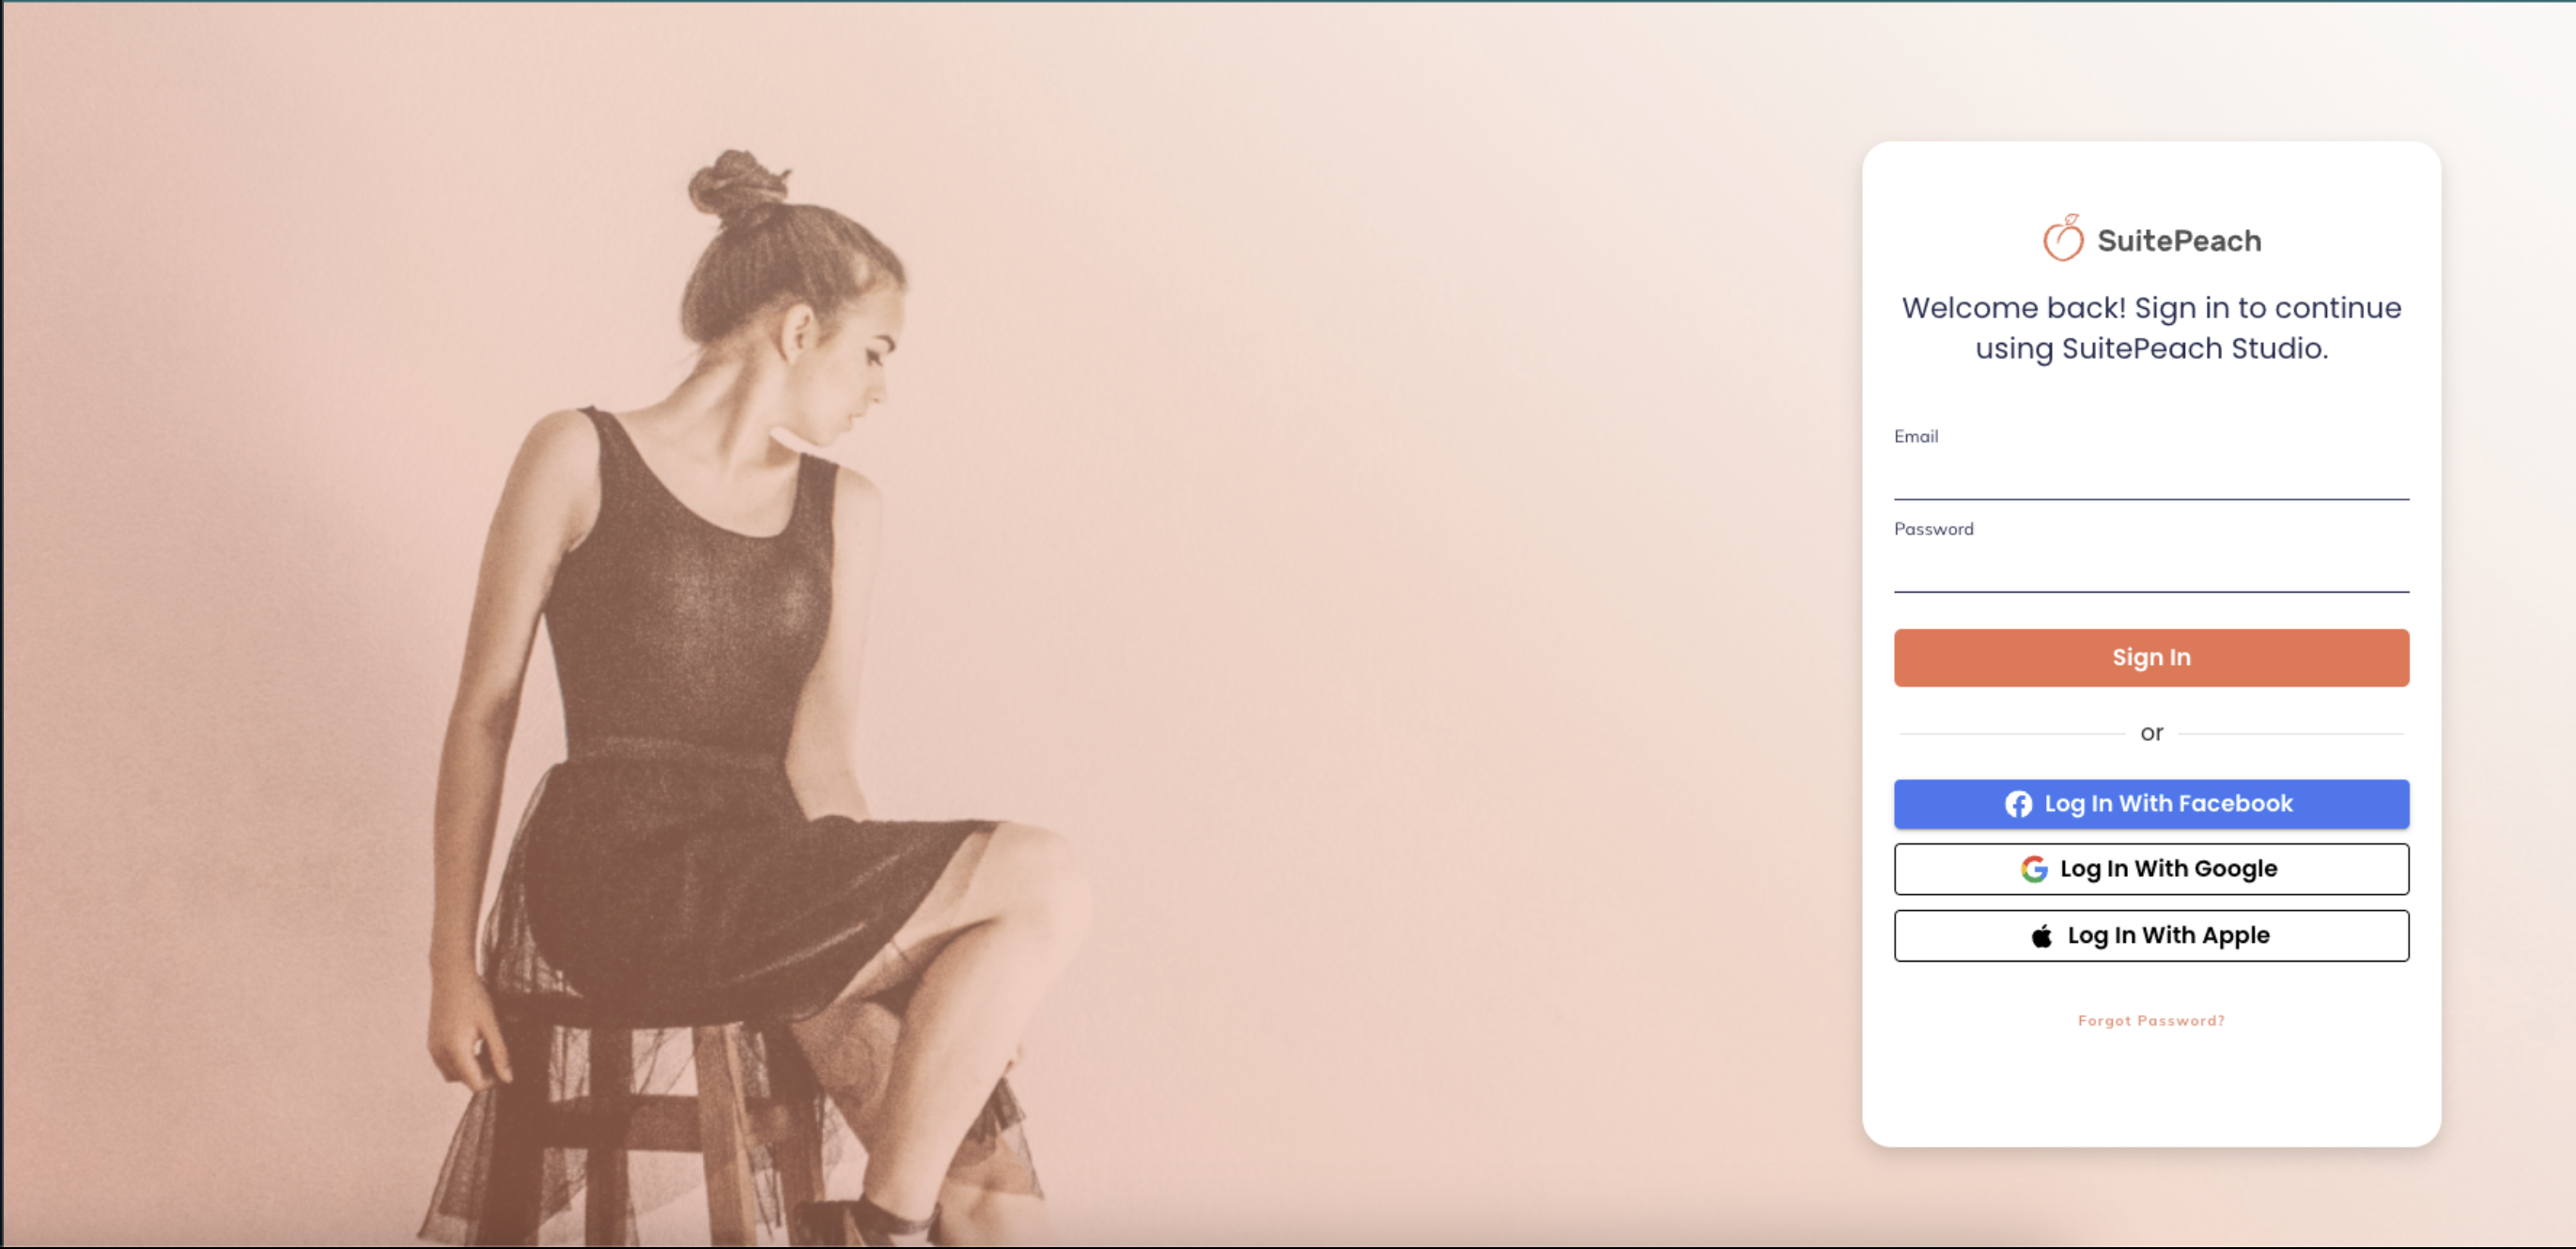 SuitePeach
Welcome back! Sign in to continue
using SuitePeach Studio.
Email
Password
Sign In
or
Log In With Facebook
Log In With Google
Log In With Apple
Forgot Password?